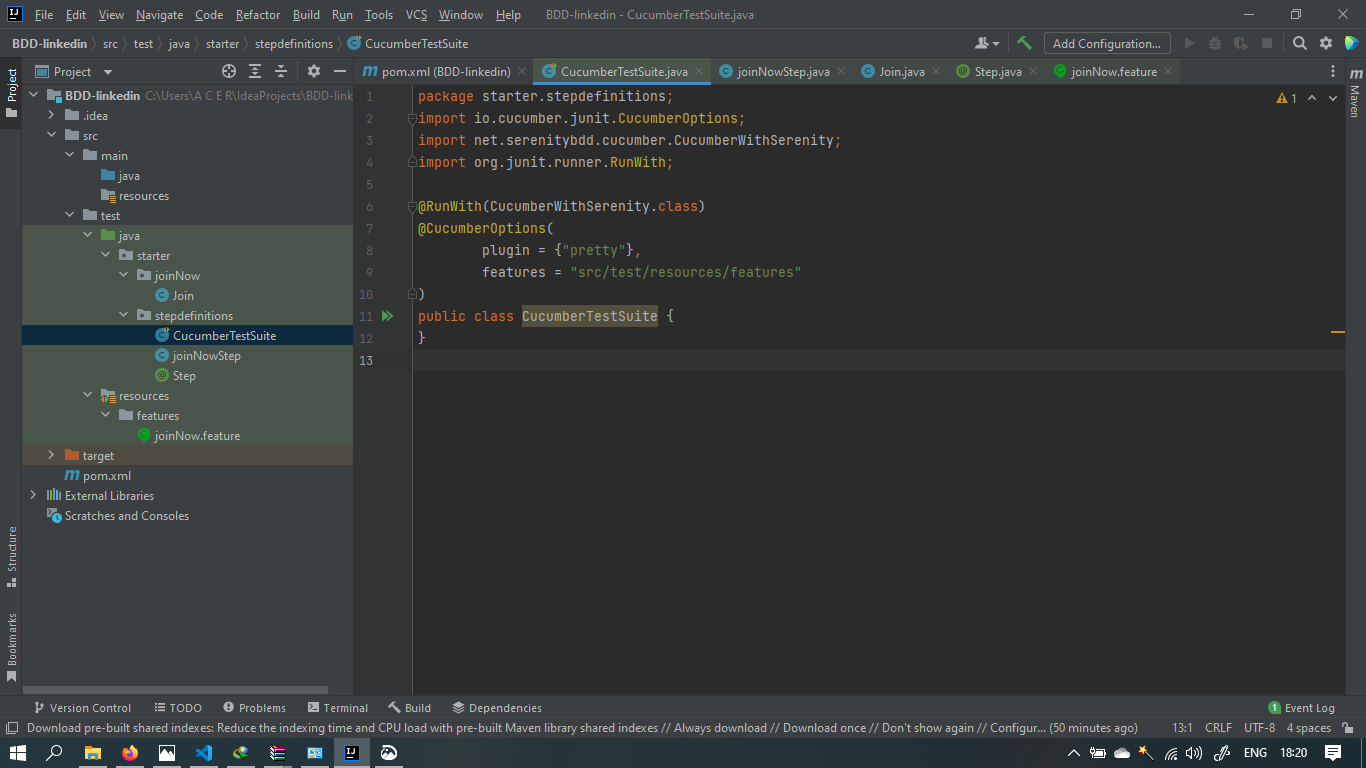 File Edit View Navigate Code Refactor Build Run Tools VCS Window Help BDD-linkedin - CucumberTestSuite.java
BDD-linkedin src test java starter stepdefinitions CucumberTestSuite Add Configuration...
Project
pom.xml (BDD-linkedin) CucumberTestSuite.java joinNowStep.java Join.java Step.java joinNow.feature
BDD-linkedin C:\Users\A C E R\IdeaProjects\BDD-link
.idea
src
main
java
resources
test
java
starter
joinNow
Join
stepdefinitions
CucumberTestSuite
joinNowStep
Step
resources
features
joinNow.feature
target
pom.xml
External Libraries
Scratches and Consoles
1 package starter.stepdefinitions;
2 import io.cucumber.junit.CucumberOptions;
3 import net.serenitybdd.cucumber.CucumberWithSerenity;
4 import org.junit.runner.RunWith;
5
6 @RunWith(CucumberWithSerenity.class)
7 @CucumberOptions(
8 plugin = {"pretty"},
9 features = "src/test/resources/features"
10 )
11 public class CucumberTestSuite {
12 }
13
1
Project
Structure
Bookmarks
m Maven
Version Control TODO Problems Terminal Build Dependencies 1 Event Log
Download pre-built shared indexes: Reduce the indexing time and CPU load with pre-built Maven library shared indexes // Always download // Download once // Don't show again // Configur... (50 minutes ago) 13:1 CRLF UTF-8 4 spaces
ENG 18:20